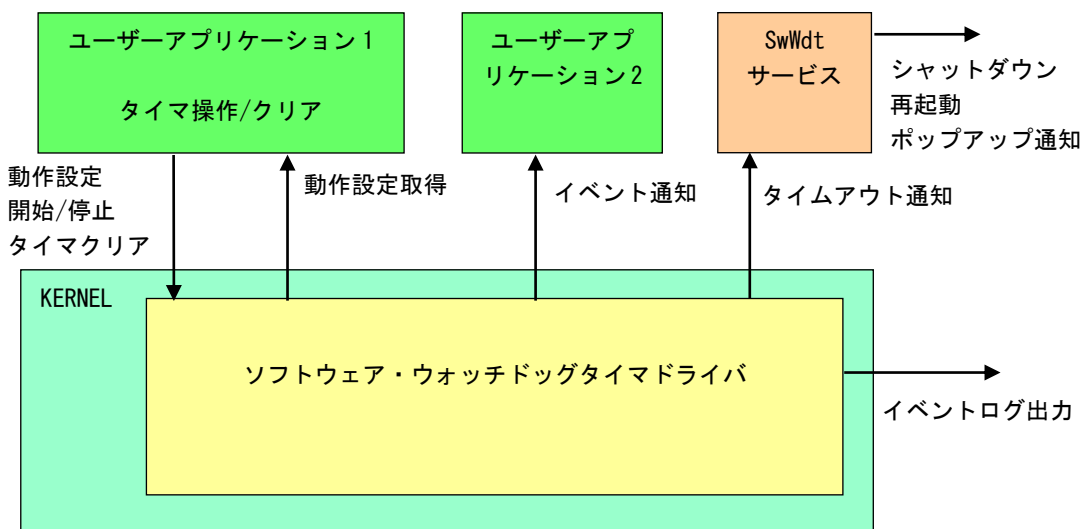 ユーザーアプリケーション1
タイマ操作/クリア
ユーザーアプ
リケーション2
SwWdt
サービス
シャットダウン
再起動
ポップアップ通知
動作設定
開始/停止
タイマクリア
動作設定取得
イベント通知
タイムアウト通知
KERNEL
ソフトウェア・ウォッチドッグタイマドライバ
イベントログ出力